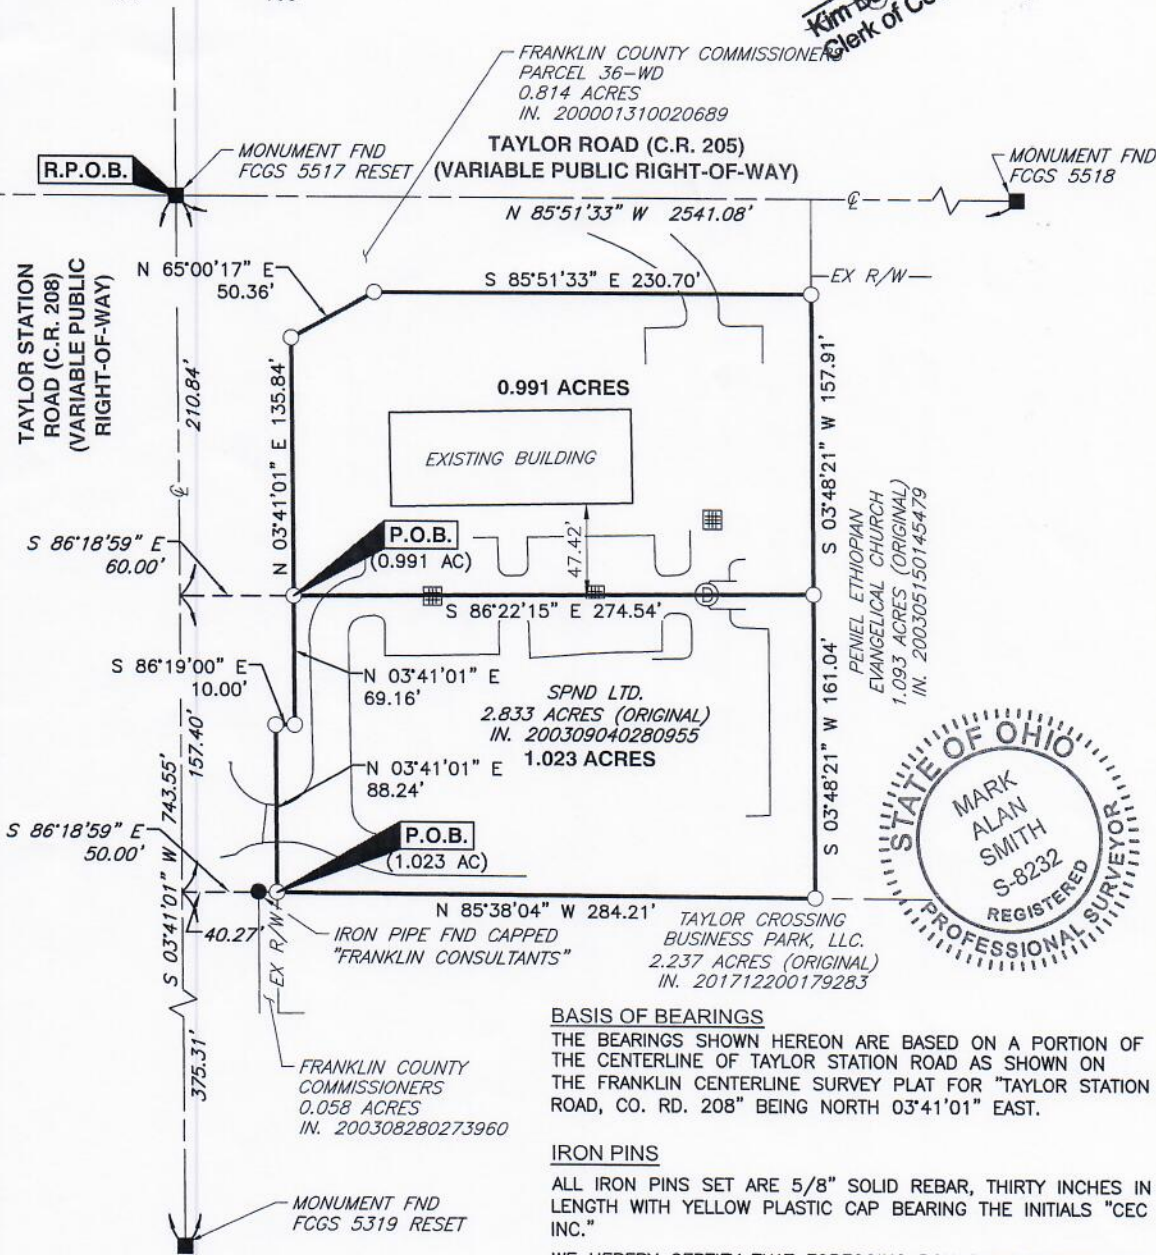 Clerk of
FRANKLIN COUNTY COMMISSIONERS
PARCEL 36-WD
0.814 ACRES
IN. 200001310020689
TAYLOR ROAD (C.R. 205)
(VARIABLE PUBLIC RIGHT-OF-WAY)
R.P.O.B.
MONUMENT FND
FCGS 5517 RESET
MONUMENT FND
FCGS 5518
℄
N 85°51'33" W 2541.08'
TAYLOR STATION
ROAD (C.R. 208)
(VARIABLE PUBLIC
RIGHT-OF-WAY)
N 65°00'17" E
50.36'
S 85°51'33" E 230.70'
EX R/W
210.84'
℄
N 03°41'01" E 135.84'
0.991 ACRES
EXISTING BUILDING
S 03°48'21" W 157.91'
P.O.B.
(0.991 AC)
47.42'
S 86°18'59" E
60.00'
S 86°22'15" E 274.54'
D
PENIEL ETHIOPIAN
EVANGELICAL CHURCH
1.093 ACRES (ORIGINAL)
IN. 200305150145479
S 86°19'00" E
10.00'
N 03°41'01" E
69.16'
SPND LTD.
2.833 ACRES (ORIGINAL)
IN. 200309040280955
1.023 ACRES
S 03°48'21" W 161.04'
157.40'
N 03°41'01" E
88.24'
S 03°41'01" W 743.55'
S 86°18'59" E
50.00'
P.O.B.
(1.023 AC)
STATE OF OHIO
MARK
ALAN
SMITH
S-8232
REGISTERED
PROFESSIONAL SURVEYOR
N 85°38'04" W 284.21'
40.27'
EX R/W
IRON PIPE FND CAPPED
"FRANKLIN CONSULTANTS"
TAYLOR CROSSING
BUSINESS PARK, LLC.
2.237 ACRES (ORIGINAL)
IN. 201712200179283
375.31'
FRANKLIN COUNTY
COMMISSIONERS
0.058 ACRES
IN. 200308280273960
MONUMENT FND
FCGS 5319 RESET
BASIS OF BEARINGS
THE BEARINGS SHOWN HEREON ARE BASED ON A PORTION OF
THE CENTERLINE OF TAYLOR STATION ROAD AS SHOWN ON
THE FRANKLIN CENTERLINE SURVEY PLAT FOR "TAYLOR STATION
ROAD, CO. RD. 208" BEING NORTH 03°41'01" EAST.
IRON PINS
ALL IRON PINS SET ARE 5/8" SOLID REBAR, THIRTY INCHES IN
LENGTH WITH YELLOW PLASTIC CAP BEARING THE INITIALS "CEC
INC."